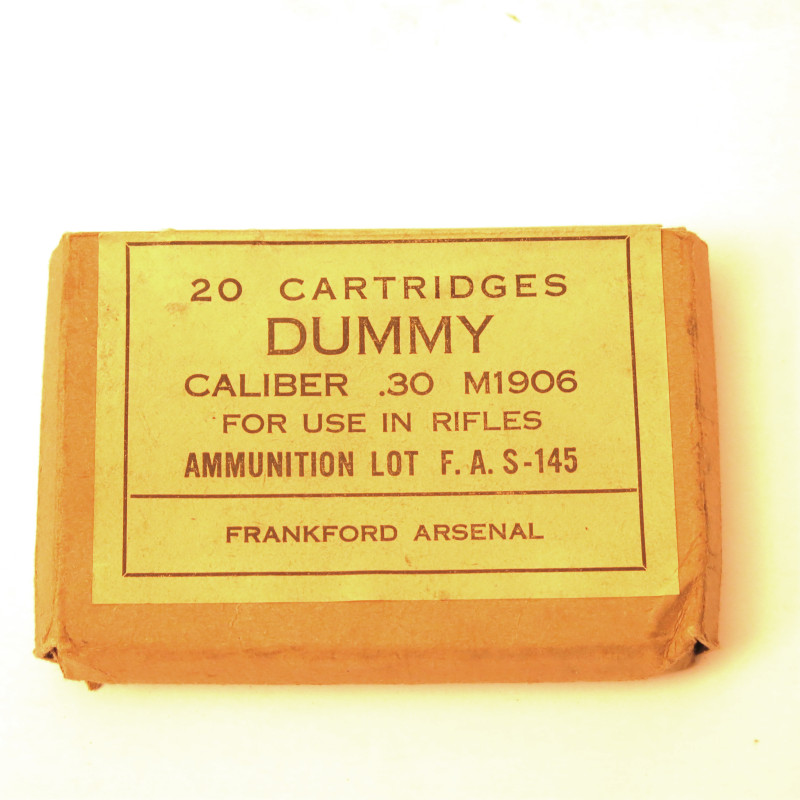 20 CARTRIDGES
DUMMY
CALIBER .30 M1906
FOR USE IN RIFLES
AMMUNITION LOT F. A. S-145
FRANKFORD ARSENAL